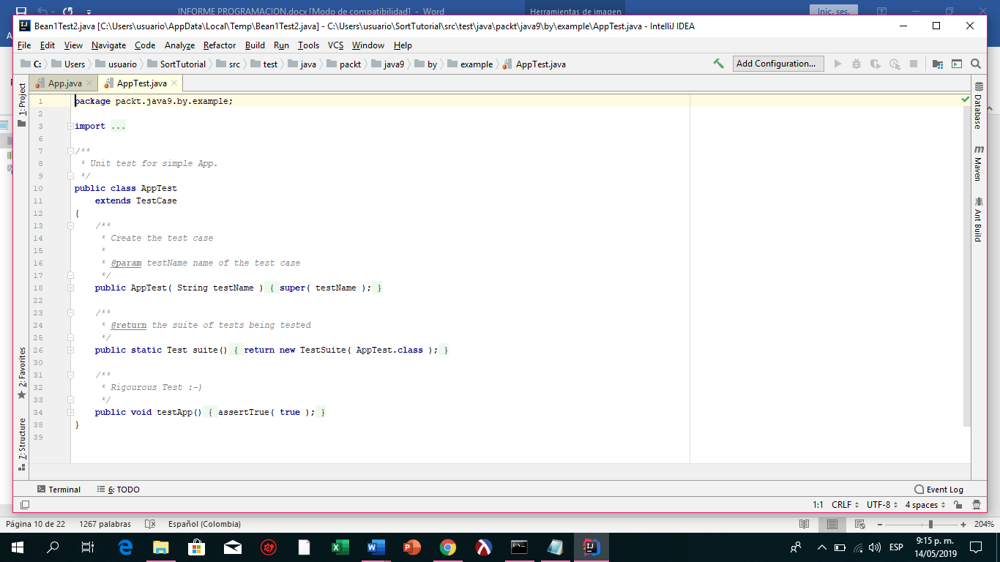 INFORME PROGRAMACION.docx [Modo de compatibilidad] - Word
Herramientas de imagen
Inic. ses.
Bean1Test2.java [C:\Users\usuario\AppData\Local\Temp\Bean1Test2.java] - C:\Users\usuario\SortTutorial\src\test\java\packt\java9\by\example\AppTest.java - IntelliJ IDEA
File Edit View Navigate Code Analyze Refactor Build Run Tools VCS Window Help
C: Users usuario SortTutorial src test java packt java9 by example AppTest.java
Add Configuration...
App.java AppTest.java
1: Project
2: Favorites
7: Structure
1 package packt.java9.by.example;
2
3 import ...
6
7 /**
8 * Unit test for simple App.
9 */
10 public class AppTest
11 extends TestCase
12 {
13 /**
14 * Create the test case
15 *
16 * @param testName name of the test case
17 */
18 public AppTest( String testName ) { super( testName ); }
22
23 /**
24 * @return the suite of tests being tested
25 */
26 public static Test suite() { return new TestSuite( AppTest.class ); }
30
31 /**
32 * Rigourous Test :-)
33 */
34 public void testApp() { assertTrue( true ); }
38 }
39
Database
m Maven
Ant Build
Terminal 6: TODO Event Log
1:1 CRLF UTF-8 4 spaces
Página 10 de 22 1267 palabras Español (Colombia) 204%
ESP
9:15 p. m.
14/05/2019